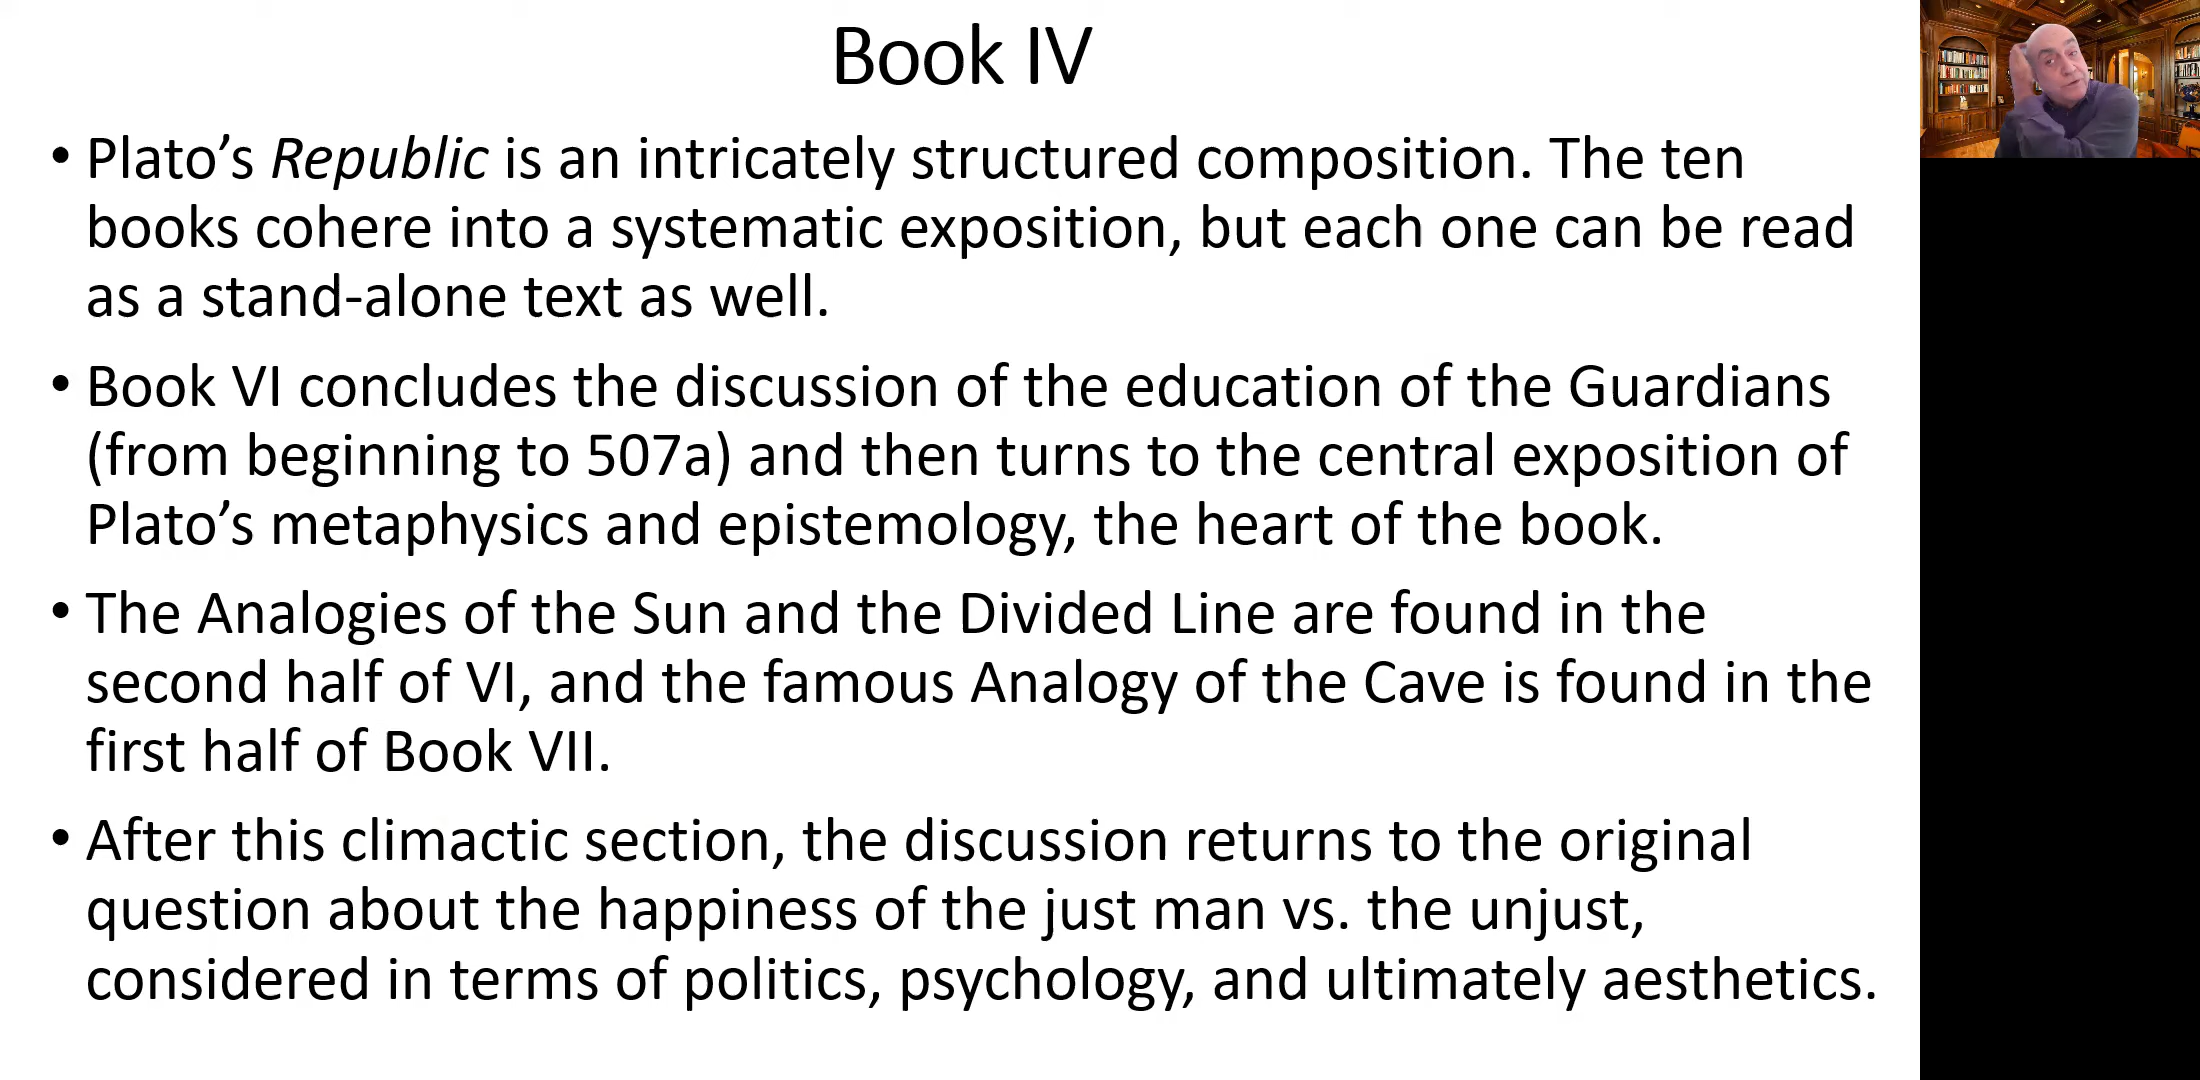 Book IV
• Plato’s Republic is an intricately structured composition. The ten
books cohere into a systematic exposition, but each one can be read
as a stand-alone text as well.
• Book VI concludes the discussion of the education of the Guardians
(from beginning to 507a) and then turns to the central exposition of
Plato’s metaphysics and epistemology, the heart of the book.
• The Analogies of the Sun and the Divided Line are found in the
second half of VI, and the famous Analogy of the Cave is found in the
first half of Book VII.
• After this climactic section, the discussion returns to the original
question about the happiness of the just man vs. the unjust,
considered in terms of politics, psychology, and ultimately aesthetics.